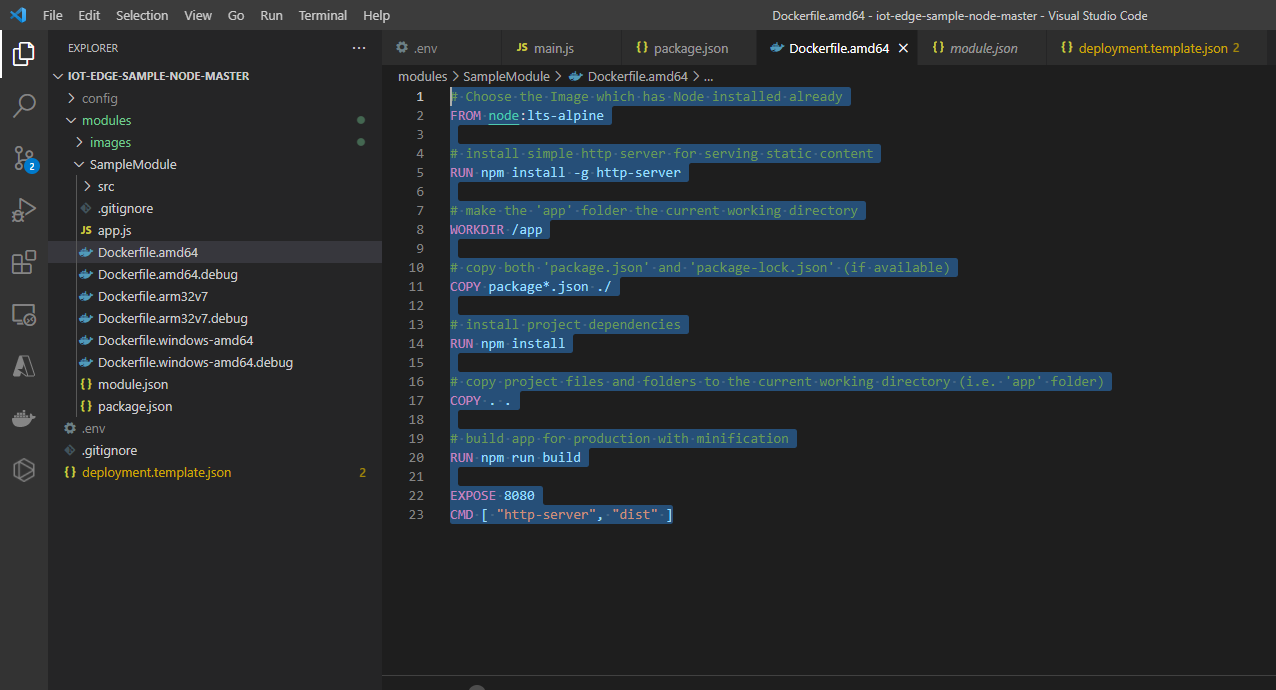 File Edit Selection View Go Run Terminal Help
Dockerfile.amd64 - iot-edge-sample-node-master - Visual Studio Code
EXPLORER
IOT-EDGE-SAMPLE-NODE-MASTER
config
modules
images
SampleModule
src
.gitignore
JS app.js
Dockerfile.amd64
Dockerfile.amd64.debug
Dockerfile.arm32v7
Dockerfile.arm32v7.debug
Dockerfile.windows-amd64
Dockerfile.windows-amd64.debug
{} module.json
{} package.json
.env
.gitignore
{} deployment.template.json 2
2
.env JS main.js {} package.json Dockerfile.amd64 {} module.json {} deployment.template.json 2
modules > SampleModule > Dockerfile.amd64 > ...
1 # Choose the Image which has Node installed already
2 FROM node:lts-alpine
3
4 # install simple http server for serving static content
5 RUN npm install -g http-server
6
7 # make the 'app' folder the current working directory
8 WORKDIR /app
9
10 # copy both 'package.json' and 'package-lock.json' (if available)
11 COPY package*.json ./
12
13 # install project dependencies
14 RUN npm install
15
16 # copy project files and folders to the current working directory (i.e. 'app' folder)
17 COPY . .
18
19 # build app for production with minification
20 RUN npm run build
21
22 EXPOSE 8080
23 CMD [ "http-server", "dist" ]